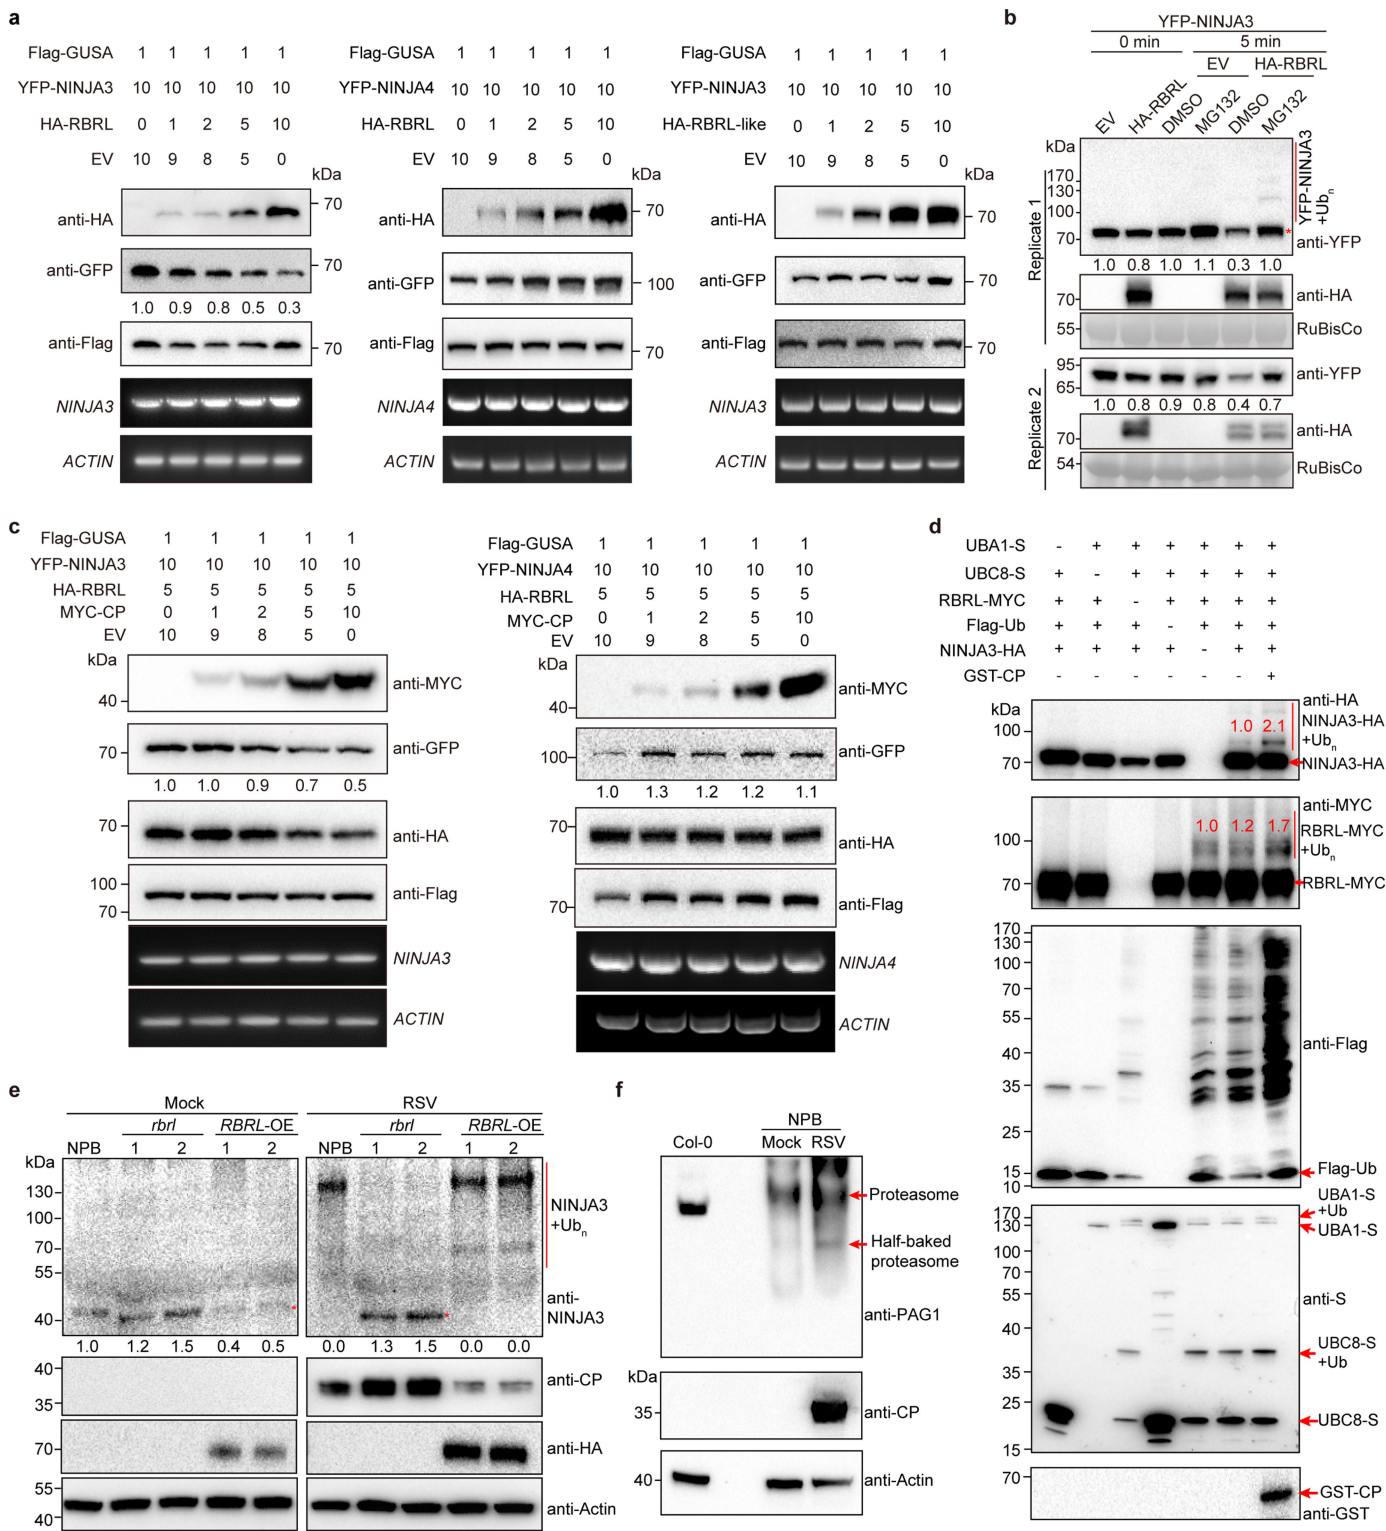 a
Flag-GUSA 1 1 1 1 1
YFP-NINJA3 10 10 10 10 10
HA-RBRL 0 1 2 5 10
EV 10 9 8 5 0
kDa
anti-HA 70
anti-GFP 70
1.0 0.9 0.8 0.5 0.3
anti-Flag 70
NINJA3
ACTIN
Flag-GUSA 1 1 1 1 1
YFP-NINJA4 10 10 10 10 10
HA-RBRL 0 1 2 5 10
EV 10 9 8 5 0
kDa
anti-HA 70
anti-GFP 100
anti-Flag 70
NINJA4
ACTIN
Flag-GUSA 1 1 1 1 1
YFP-NINJA3 10 10 10 10 10
HA-RBRL-like 0 1 2 5 10
EV 10 9 8 5 0
kDa
anti-HA 70
anti-GFP 70
anti-Flag 70
NINJA3
ACTIN
b
YFP-NINJA3
0 min 5 min
EV HA-RBRL
EV HA-RBRL DMSO MG132 DMSO MG132
kDa
Replicate 1
170
130
100
70
YFP-NINJA3
+Ubn
*
anti-YFP
1.0 0.8 1.0 1.1 0.3 1.0
70 anti-HA
55 RuBisCo
Replicate 2
95
65
anti-YFP
1.0 0.8 0.9 0.8 0.4 0.7
70 anti-HA
54 RuBisCo
c
Flag-GUSA 1 1 1 1 1
YFP-NINJA3 10 10 10 10 10
HA-RBRL 5 5 5 5 5
MYC-CP 0 1 2 5 10
EV 10 9 8 5 0
kDa
40 anti-MYC
70 anti-GFP
1.0 1.0 0.9 0.7 0.5
70 anti-HA
100
70
anti-Flag
NINJA3
ACTIN
Flag-GUSA 1 1 1 1 1
YFP-NINJA4 10 10 10 10 10
HA-RBRL 5 5 5 5 5
MYC-CP 0 1 2 5 10
EV 10 9 8 5 0
kDa
40 anti-MYC
100 anti-GFP
1.0 1.3 1.2 1.2 1.1
70 anti-HA
70 anti-Flag
NINJA4
ACTIN
d
UBA1-S - + + + + + +
UBC8-S + - + + + + +
RBRL-MYC + + - + + + +
Flag-Ub + + + - + + +
NINJA3-HA + + + + - + +
GST-CP - - - - - - +
kDa
100
70
1.0 2.1
anti-HA
NINJA3-HA
+Ubn
NINJA3-HA
100
70
1.0 1.2 1.7
anti-MYC
RBRL-MYC
+Ubn
RBRL-MYC
170
130
100
70
55
40
35
25
15
10
anti-Flag
Flag-Ub
170
130
100
70
55
40
35
25
15
UBA1-S
+Ub
UBA1-S
anti-S
UBC8-S
+Ub
UBC8-S
70
GST-CP
anti-GST
e
Mock RSV
rbrl RBRL-OE rbrl RBRL-OE
NPB 1 2 1 2 NPB 1 2 1 2
kDa
130
100
70
55
40
*
*
NINJA3
+Ubn
anti-
NINJA3
1.0 1.2 1.5 0.4 0.5 0.0 1.3 1.5 0.0 0.0
40
35
anti-CP
70 anti-HA
55
40
anti-Actin
f
NPB
Col-0 Mock RSV
Proteasome
Half-baked
proteasome
anti-PAG1
kDa
35 anti-CP
40 anti-Actin